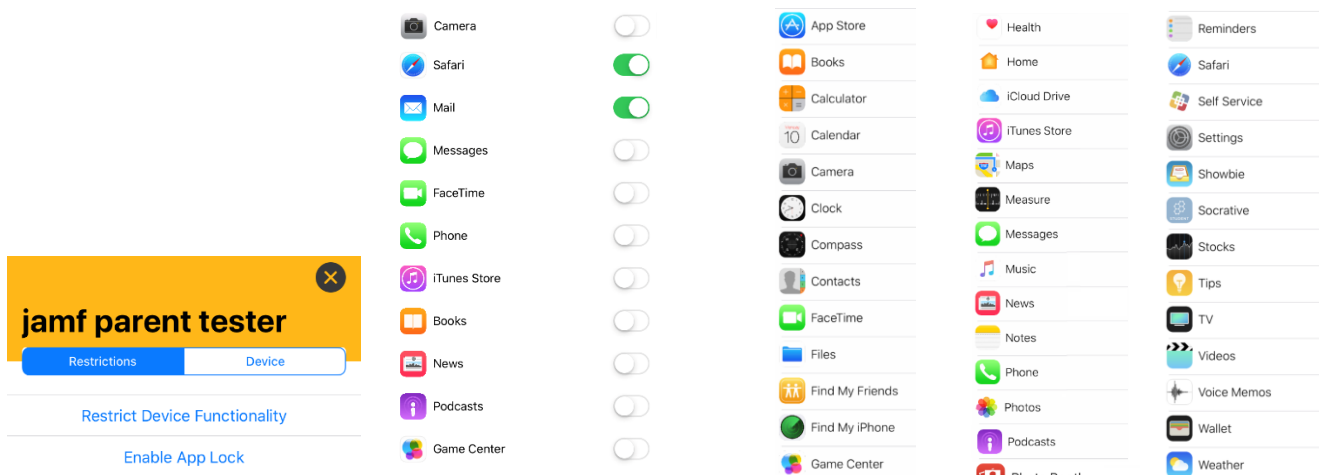 jamf parent tester
Restrictions
Device
Restrict Device Functionality
Enable App Lock
Camera
Safari
Mail
Messages
FaceTime
Phone
iTunes Store
Books
News
Podcasts
Game Center
App Store
Books
Calculator
10
Calendar
Camera
Clock
Compass
Contacts
FaceTime
Files
Find My Friends
Find My iPhone
Game Center
Health
Home
iCloud Drive
iTunes Store
Maps
Measure
Messages
Music
News
Notes
Phone
Photos
Podcasts
Reminders
Safari
Self Service
Settings
Showbie
Socrative
Stocks
Tips
TV
Videos
Voice Memos
Wallet
Weather